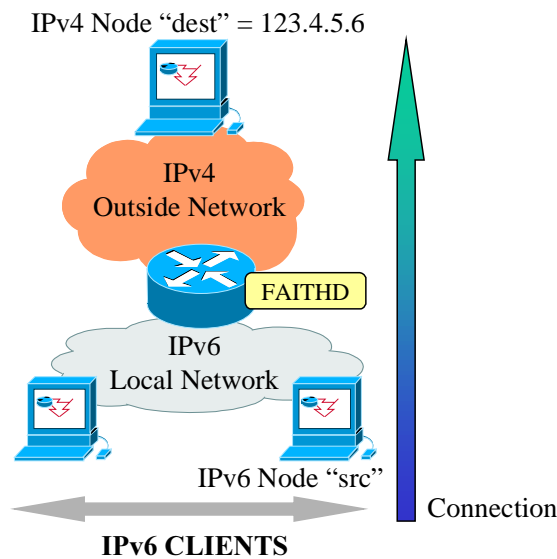 IPv4 Node “dest” = 123.4.5.6
IPv4
Outside Network
FAITHD
IPv6
Local Network
IPv6 Node “src”
Connection
IPv6 CLIENTS